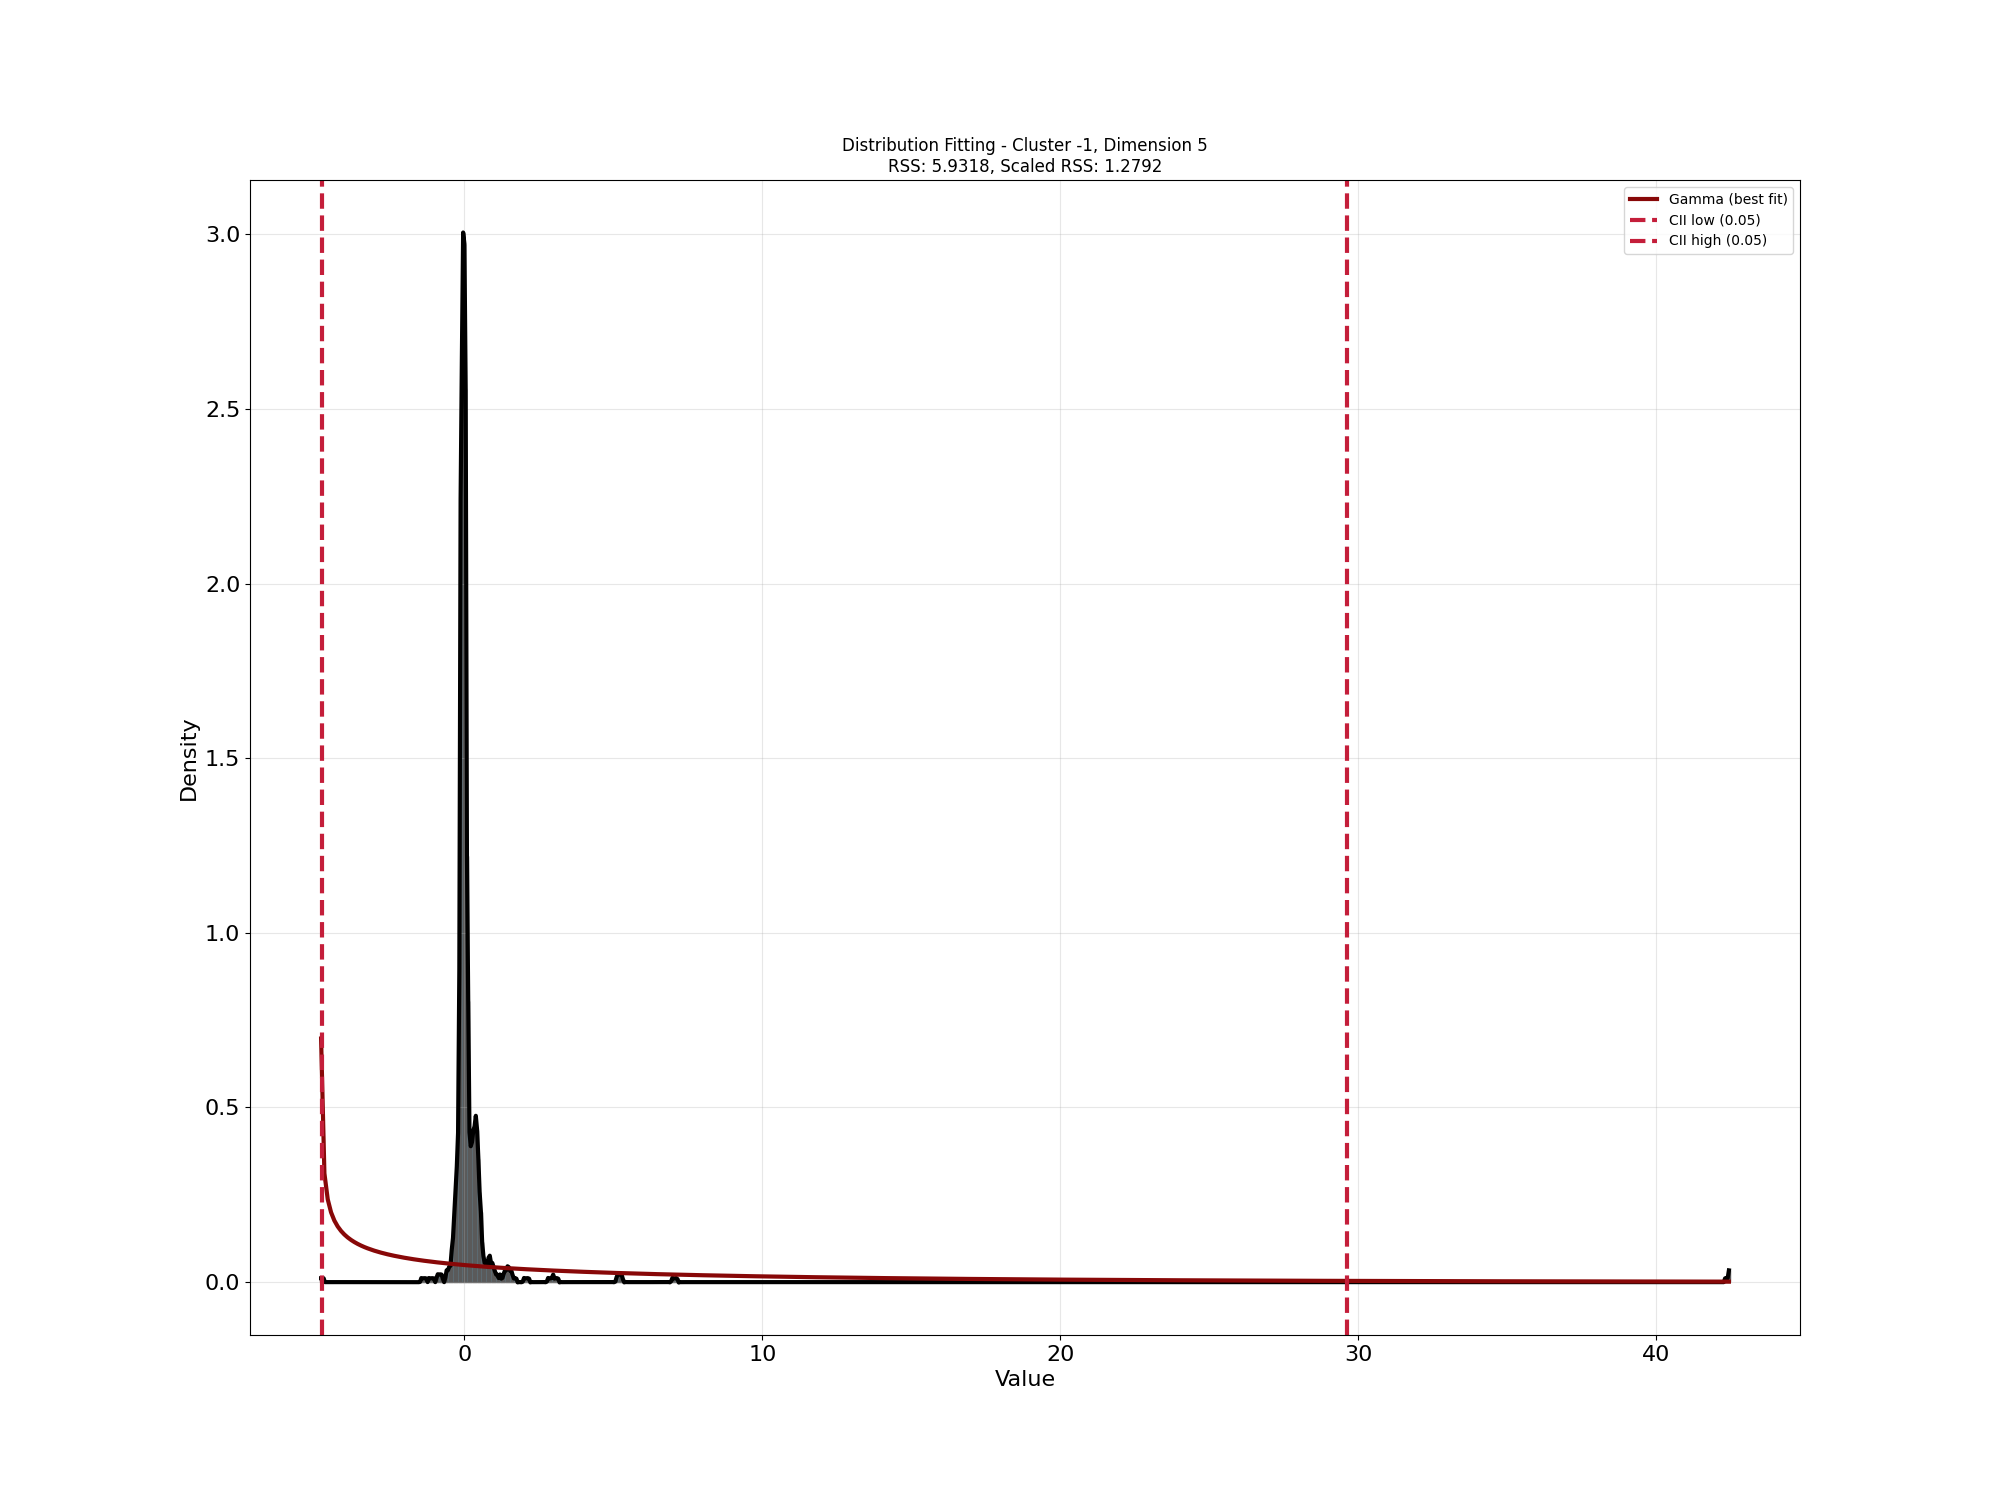 Distribution Fitting - Cluster -1, Dimension 5
RSS: 5.9318, Scaled RSS: 1.2792
Gamma (best fit)
CII low (0.05)
CII high (0.05)
3.0
2.5
2.0
1.5
1.0
0.5
0.0
Density
0
10
20
30
40
Value